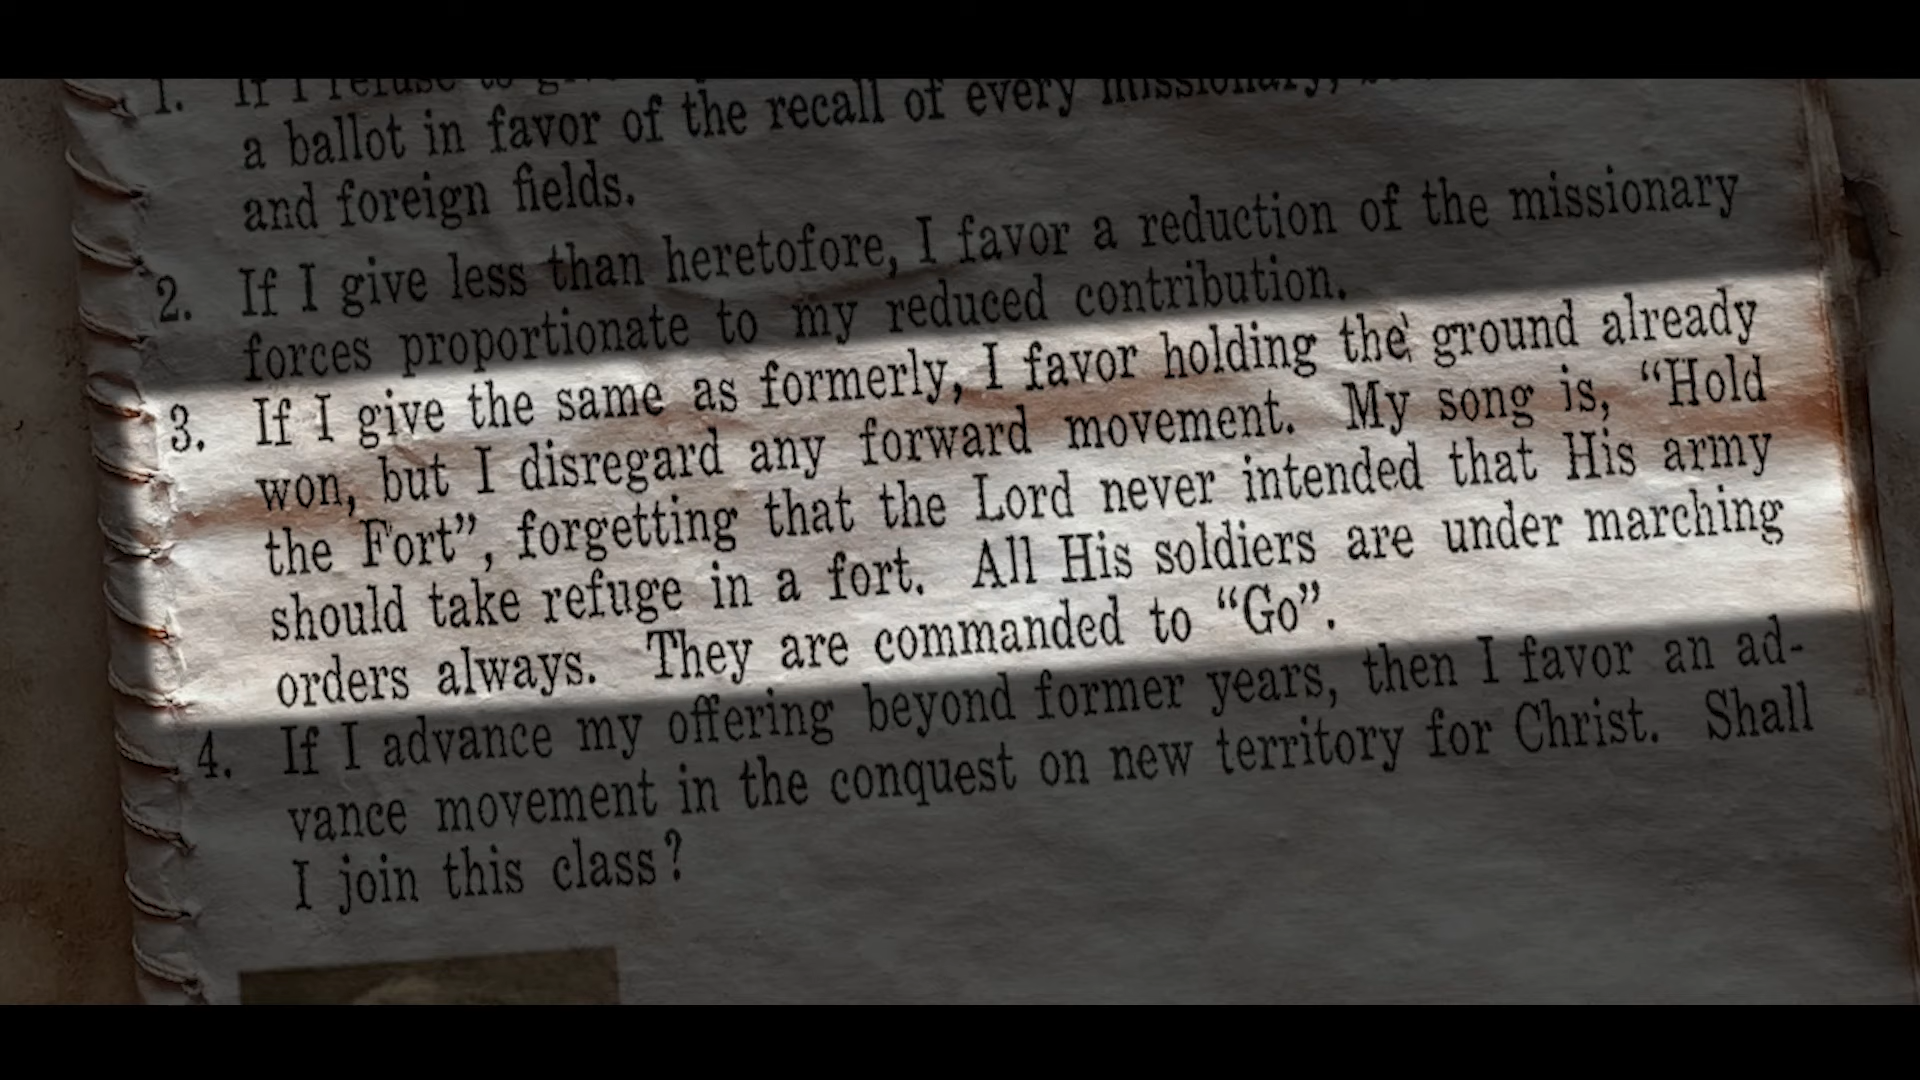 1. If I refuse to
a ballot in favor of the recall of every missionary,
and foreign fields.
2. If I give less than heretofore, I favor a reduction of the missionary
forces proportionate to my reduced contribution.
3. If I give the same as formerly, I favor holding the ground already
won, but I disregard any forward movement. My song is, “Hold
the Fort”, forgetting that the Lord never intended that His army
should take refuge in a fort. All His soldiers are under marching
orders always. They are commanded to “Go”.
4. If I advance my offering beyond former years, then I favor an ad-
vance movement in the conquest on new territory for Christ. Shall
I join this class?